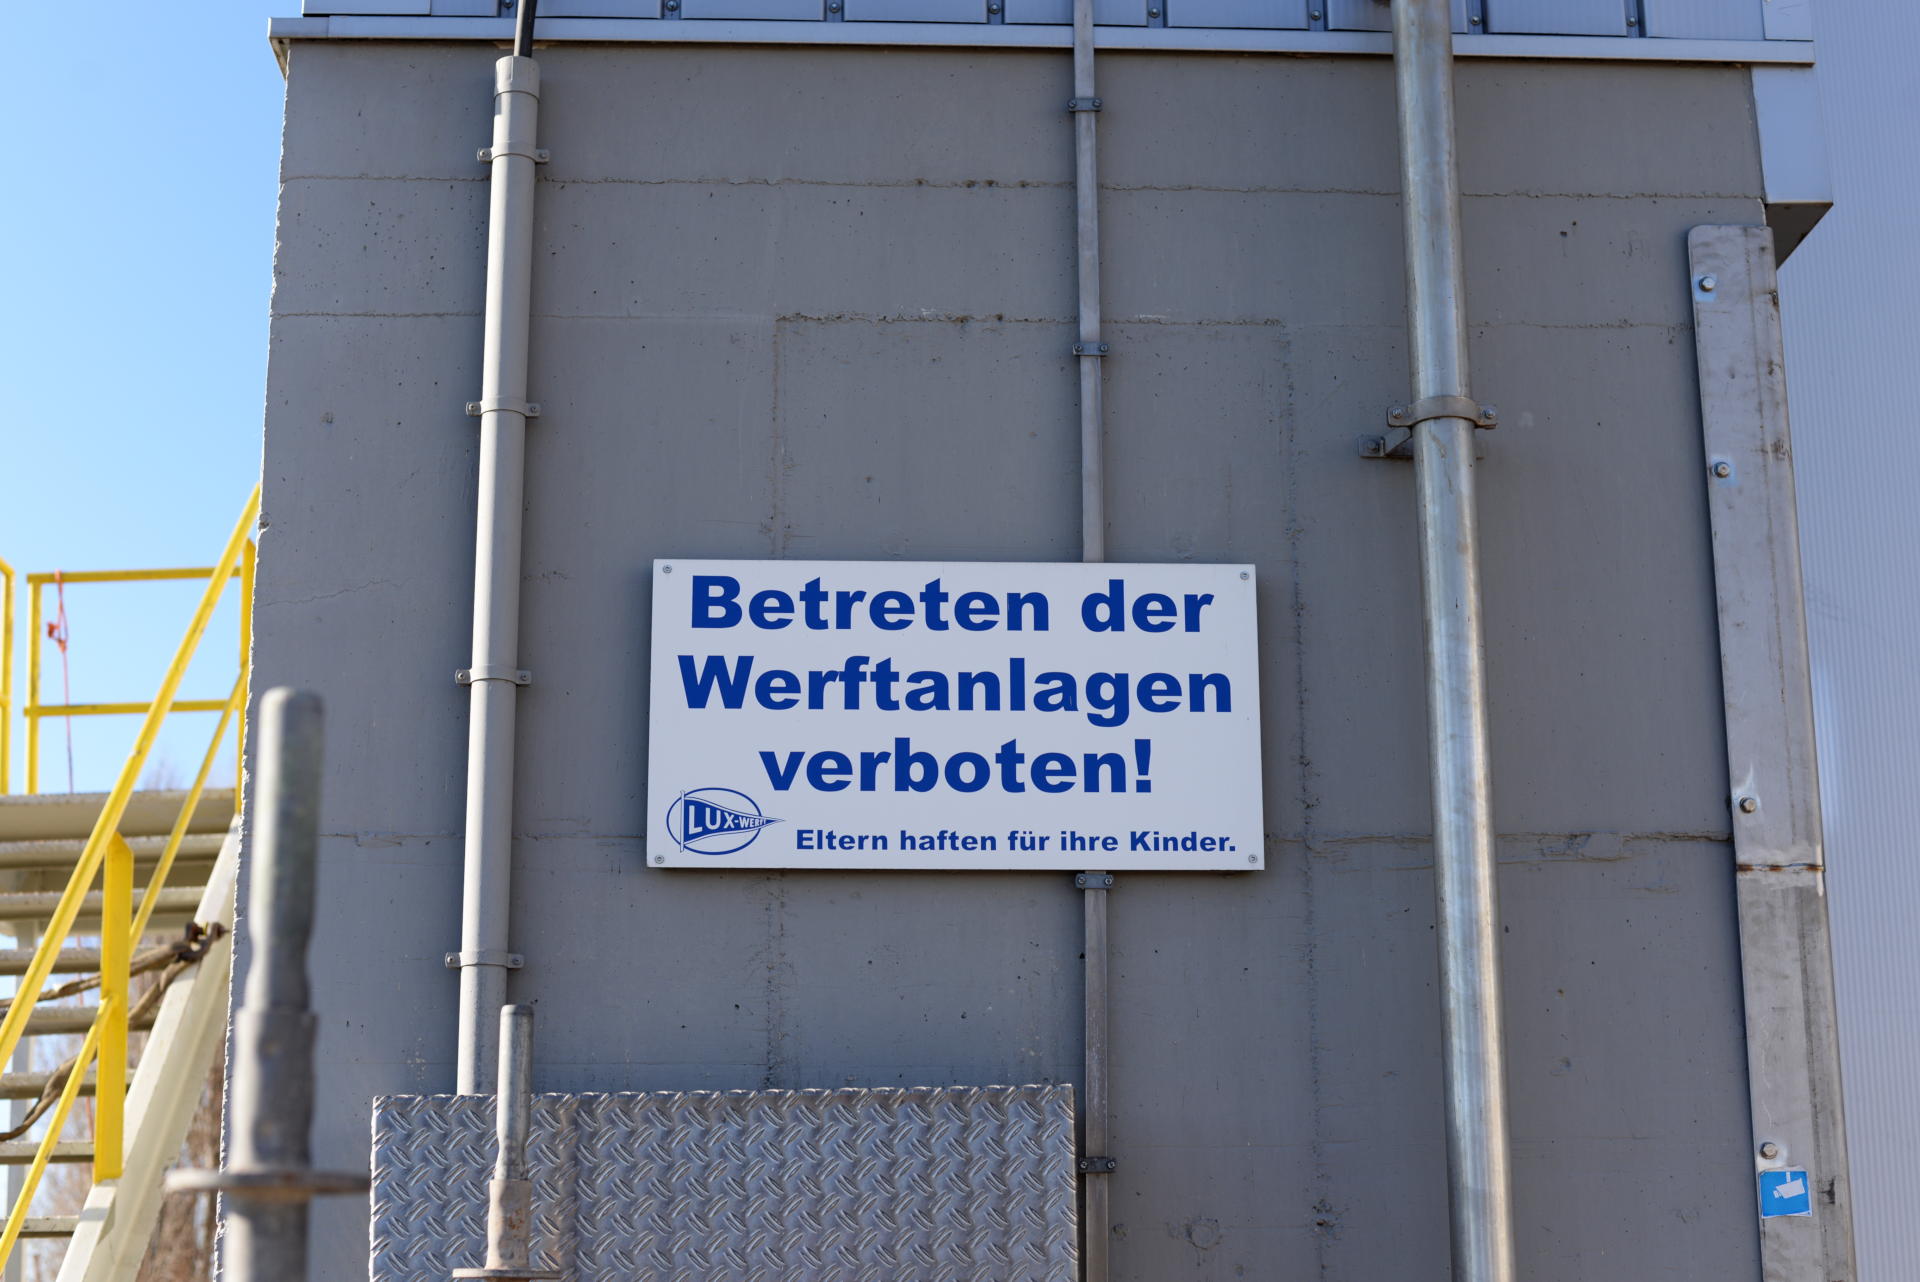 Betreten der
Werftanlagen
verboten!
LUX-WERFT
Eltern haften für ihre Kinder.